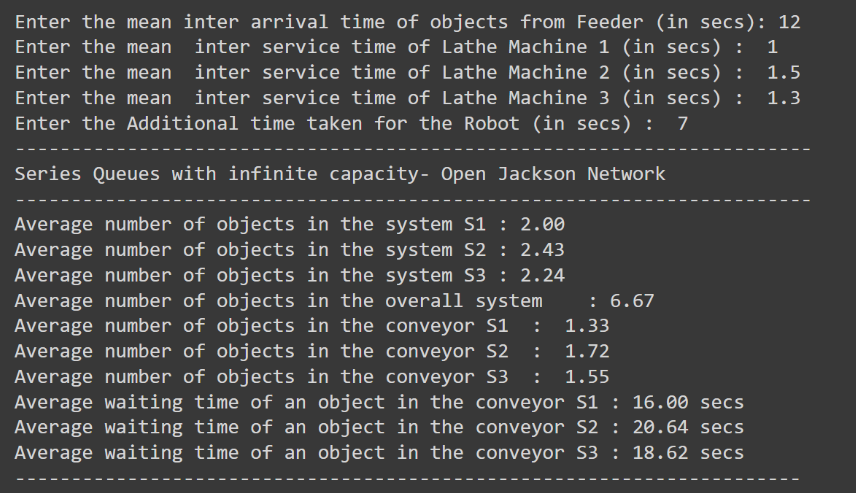 Enter the mean inter arrival time of objects from Feeder (in secs): 12
Enter the mean  inter service time of Lathe Machine 1 (in secs) :  1
Enter the mean  inter service time of Lathe Machine 2 (in secs) :  1.5
Enter the mean  inter service time of Lathe Machine 3 (in secs) :  1.3
Enter the Additional time taken for the Robot (in secs) :  7
-----------------------------------------------------------------------
Series Queues with infinite capacity- Open Jackson Network
-----------------------------------------------------------------------
Average number of objects in the system S1 : 2.00
Average number of objects in the system S2 : 2.43
Average number of objects in the system S3 : 2.24
Average number of objects in the overall system    : 6.67
Average number of objects in the conveyor S1  :  1.33
Average number of objects in the conveyor S2  :  1.72
Average number of objects in the conveyor S3  :  1.55
Average waiting time of an object in the conveyor S1 : 16.00 secs
Average waiting time of an object in the conveyor S2 : 20.64 secs
Average waiting time of an object in the conveyor S3 : 18.62 secs
----------------------------------------------------------------------